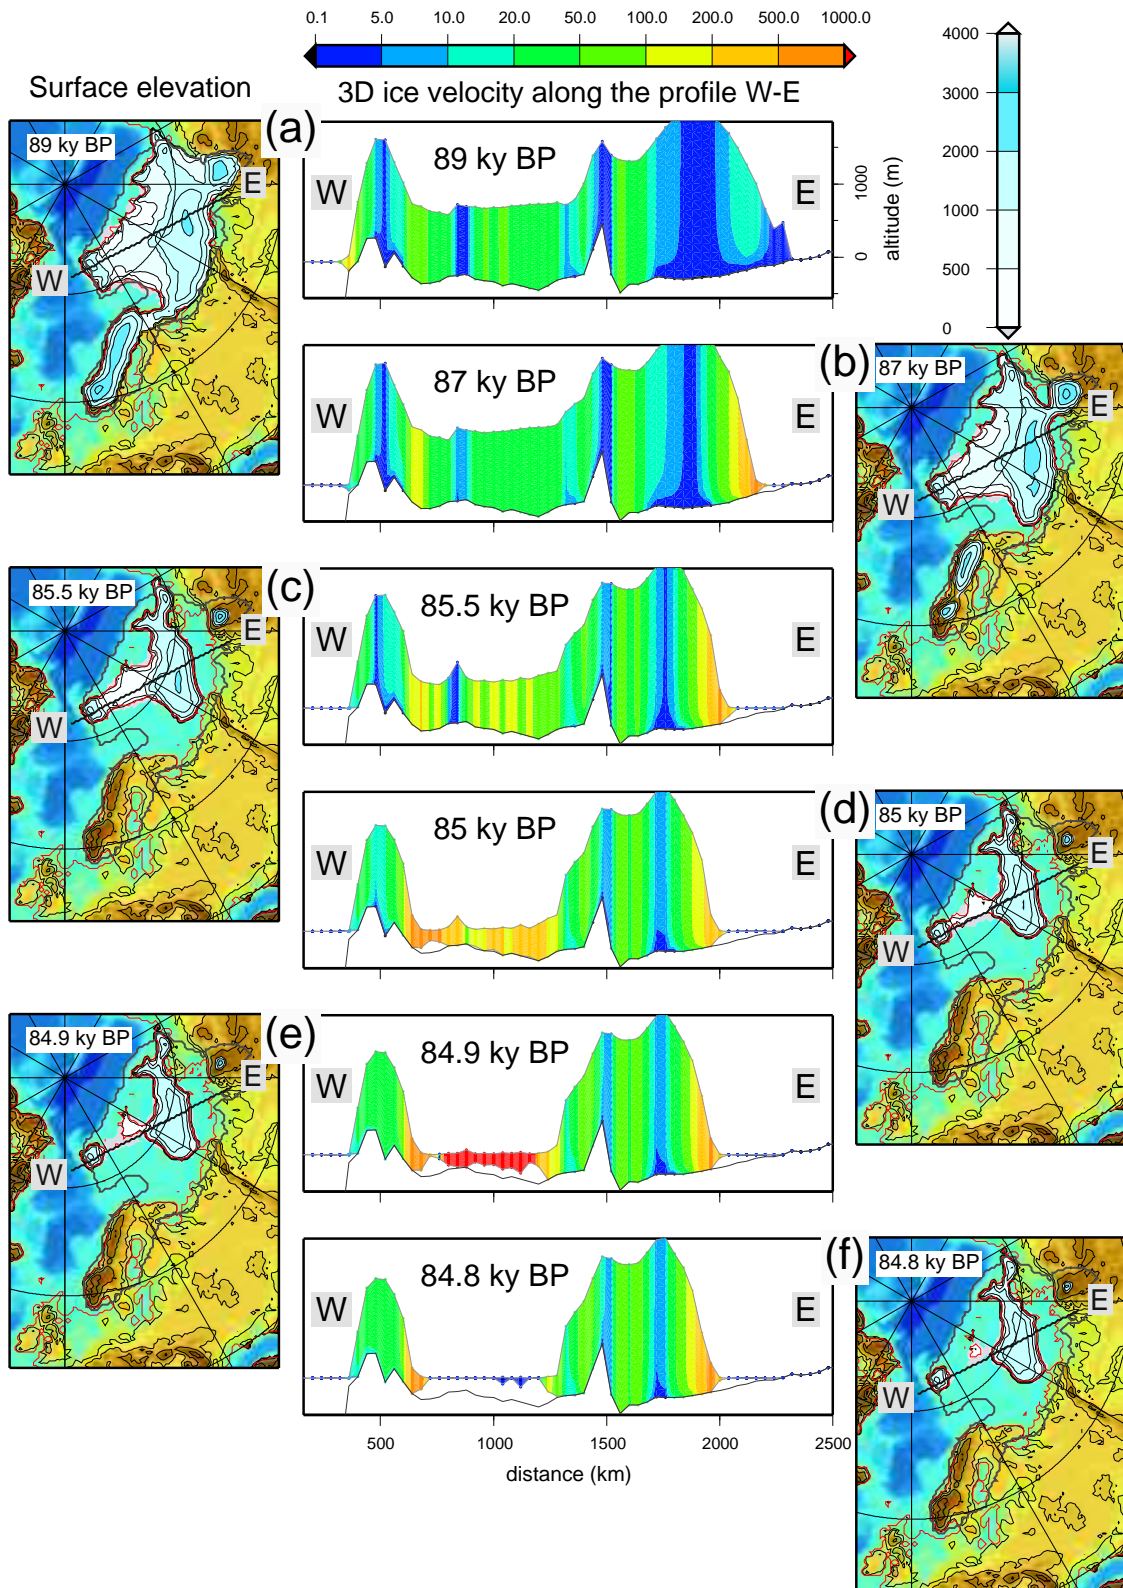 0.1 5.0 10.0 20.0 50.0 100.0 200.0 500.0 1000.0
Surface elevation
3D ice velocity along the profile W-E
4000
3000
2000
1000
500
0
(a)
89 ky BP
W
E
89 ky BP
W
E
1000
0
altitude (m)
(b)
87 ky BP
W
E
87 ky BP
W
E
(c)
85.5 ky BP
W
E
85.5 ky BP
W
E
(d)
85 ky BP
W
E
85 ky BP
W
E
(e)
84.9 ky BP
W
E
84.9 ky BP
W
E
(f)
84.8 ky BP
W
E
84.8 ky BP
W
E
500 1000 1500 2000 2500
distance (km)